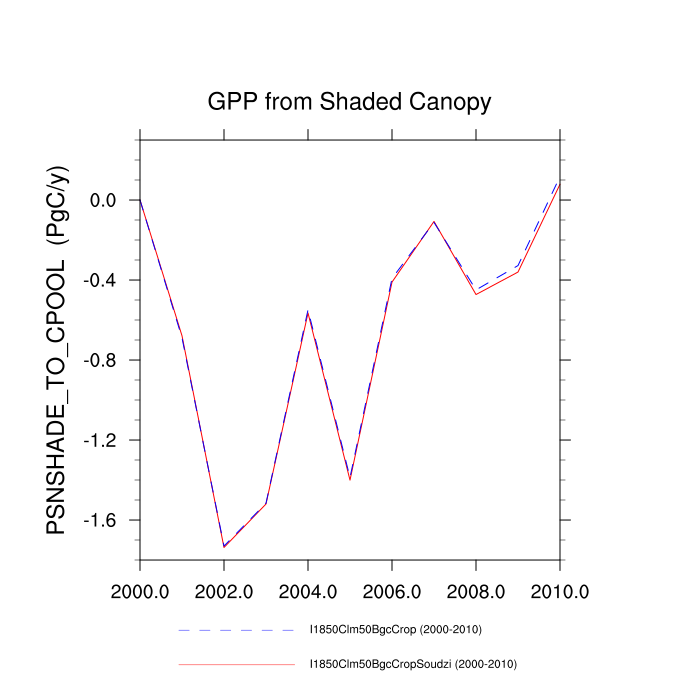 GPP from Shaded Canopy
PSNSHADE_TO_CPOOL (PgC/y)
0.0
-0.4
-0.8
-1.2
-1.6
2000.0 2002.0 2004.0 2006.0 2008.0 2010.0
I1850Clm50BgcCrop (2000-2010)
I1850Clm50BgcCropSoudzi (2000-2010)